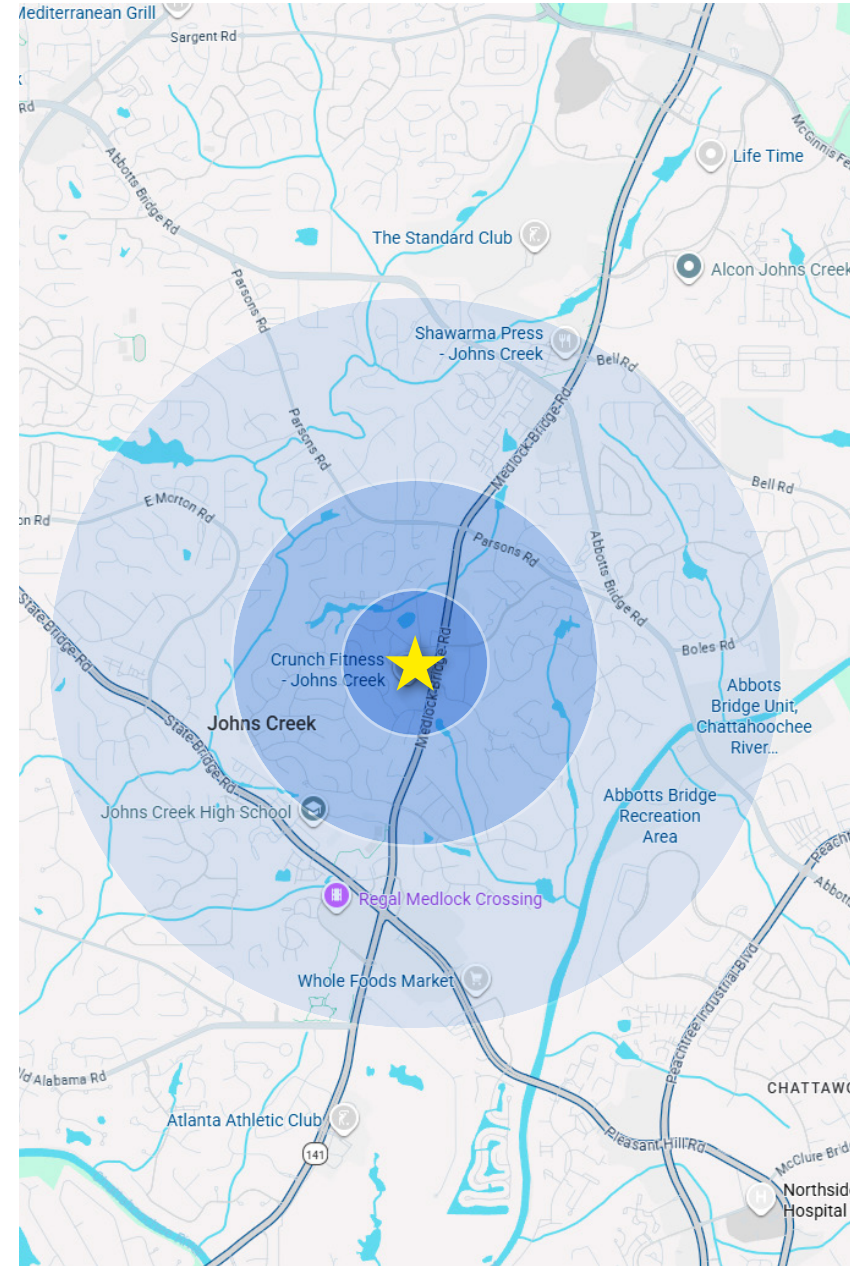 Mediterranean Grill
Sargent Rd
Rd
Abbotts Bridge Rd
McGinnis Fe
Life Time
The Standard Club
Alcon Johns Creek
Parsons Rd
Shawarma Press
- Johns Creek
Bell Rd
Medlock Bridge Rd
Parsons Rd
E Morton Rd
Bell Rd
on Rd
Parsons Rd
Abbotts Bridge Rd
State Bridge Rd
Boles Rd
Crunch Fitness
- Johns Creek
Medlock Bridge Rd
Abbots
Bridge Unit,
Chattahoochee
River...
Johns Creek
State Bridge Rd
Abbotts Bridge
Recreation
Area
Johns Creek High School
Peacht
Abbotts
Regal Medlock Crossing
Whole Foods Market
Peachtree Industrial Blvd
ld Alabama Rd
CHATTAWO
Atlanta Athletic Club
141
Pleasant Hill Rd
McClure Brid
Northside
Hospital
H